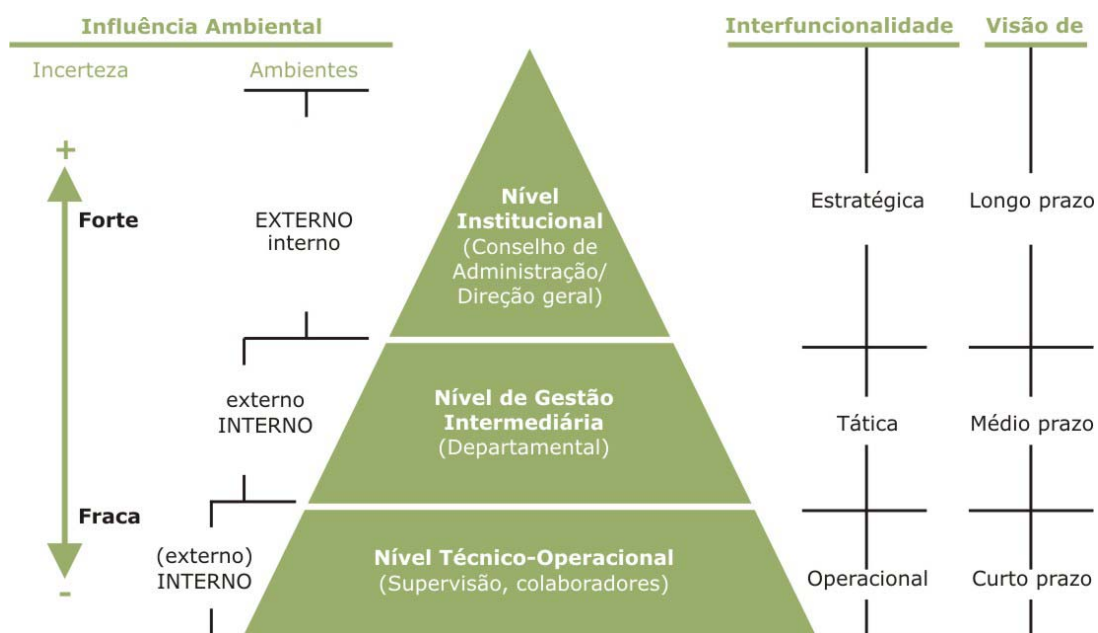 Influência Ambiental
Interfuncionalidade
Visão de
Incerteza
Ambientes
+
Forte
EXTERNO
interno
Nível
Institucional
(Conselho de
Administração/
Direção geral)
Estratégica
Longo prazo
externo
INTERNO
Nível de Gestão
Intermediária
(Departamental)
Tática
Médio prazo
Fraca
(externo)
INTERNO
-
Nível Técnico-Operacional
(Supervisão, colaboradores)
Operacional
Curto prazo